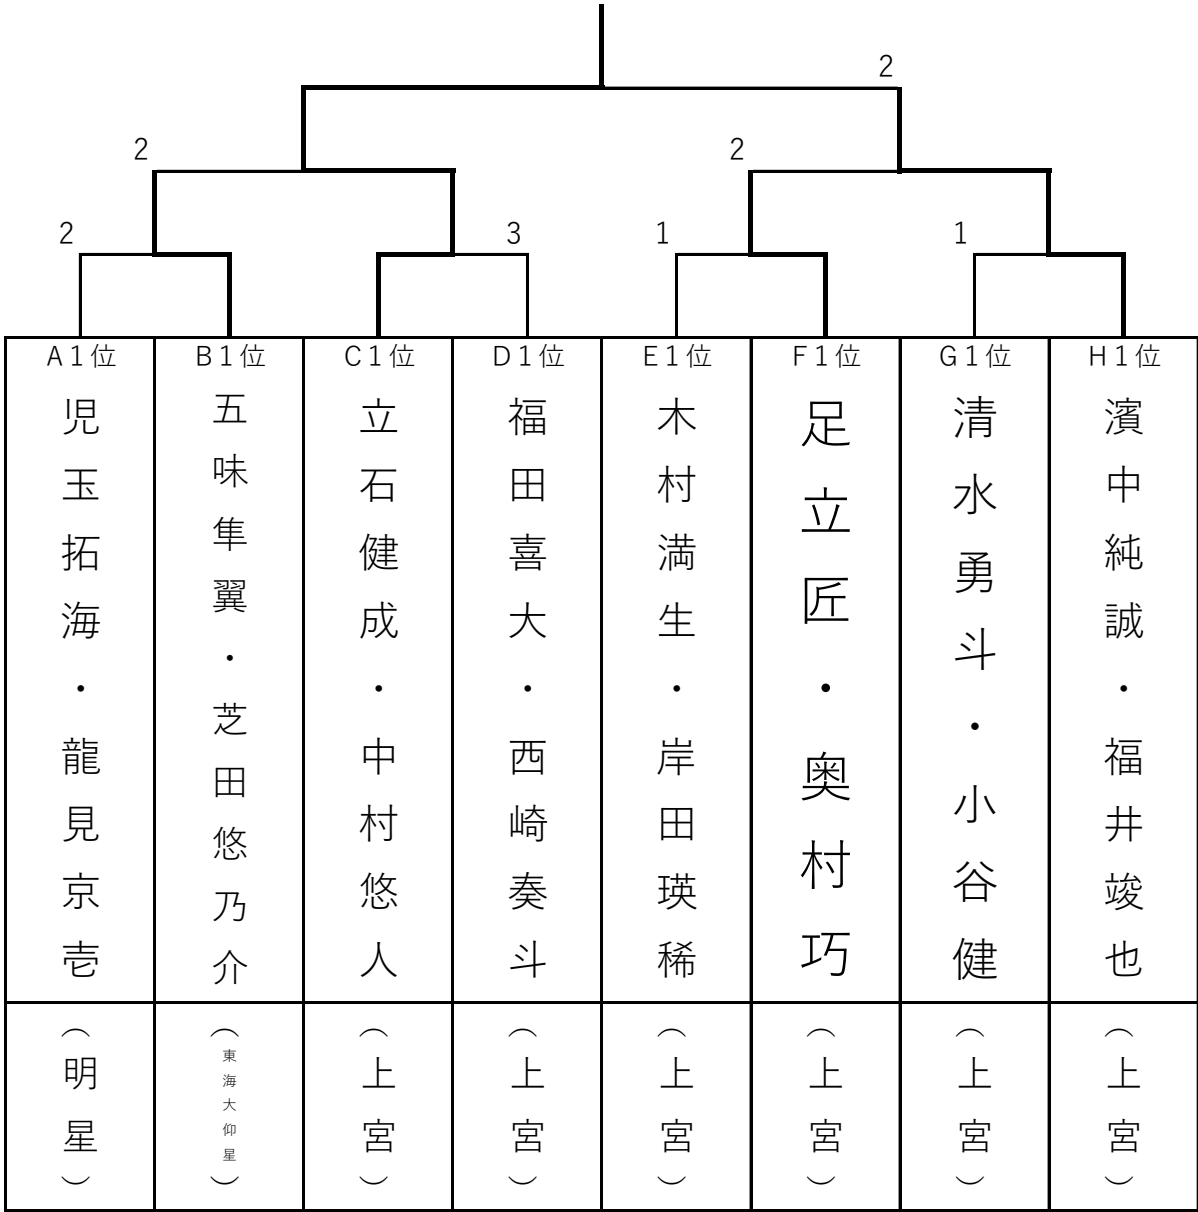 2
2
2
2
3
1
1
A1位
B1位
C1位
D1位
E1位
F1位
G1位
H1位
児玉拓海・龍見京壱
五味隼翼・芝田悠乃介
立石健成・中村悠人
福田喜大・西崎奏斗
木村満生・岸田瑛稀
足立匠・奥村巧
清水勇斗・小谷健
濱中純誠・福井竣也
（明星）
（東海大仰星）
（上宮）
（上宮）
（上宮）
（上宮）
（上宮）
（上宮）